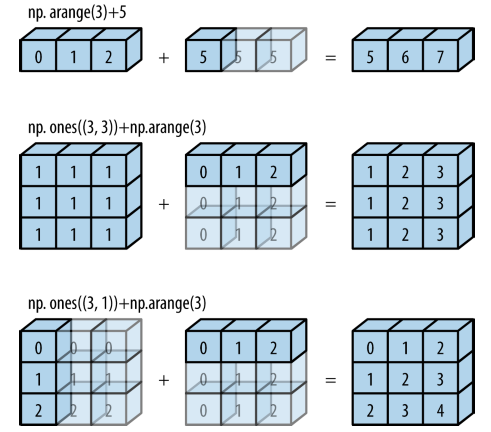 np. arange(3)+5
0 1 2 + 5 5 5 = 5 6 7
np. ones((3, 3))+np.arange(3)
1 1 1 0 1 2 1 2 3
1 1 1 + 0 1 2 = 1 2 3
1 1 1 0 1 2 1 2 3
np. ones((3, 1))+np.arange(3)
0 0 0 0 1 2 0 1 2
1 1 1 + 0 1 2 = 1 2 3
2 2 2 0 1 2 2 3 4